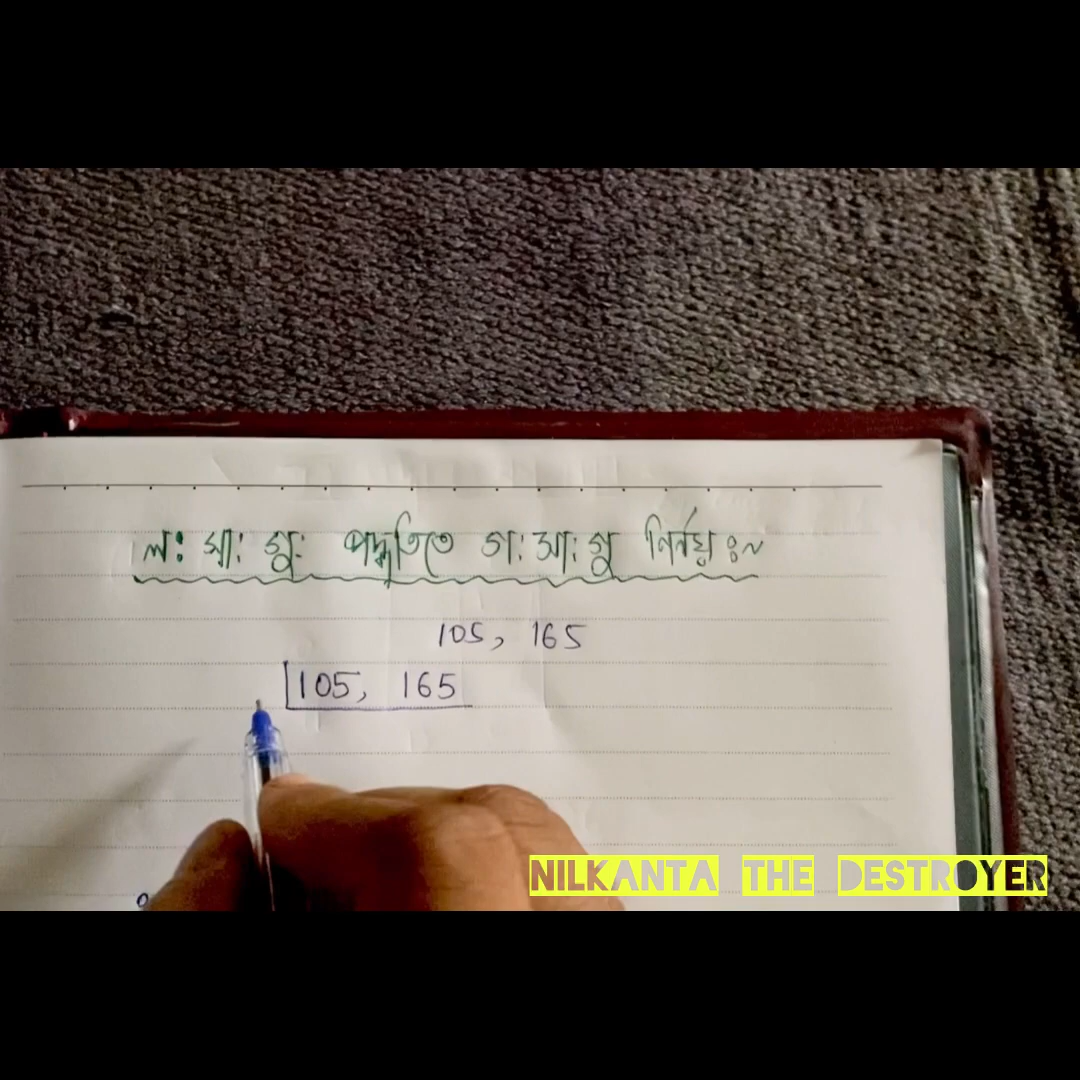 ল: সা: গু: পদ্ধতিতে গ: সা: গু নির্ণয় :~
105, 165
105, 165
NILKANTA THE DESTROYER